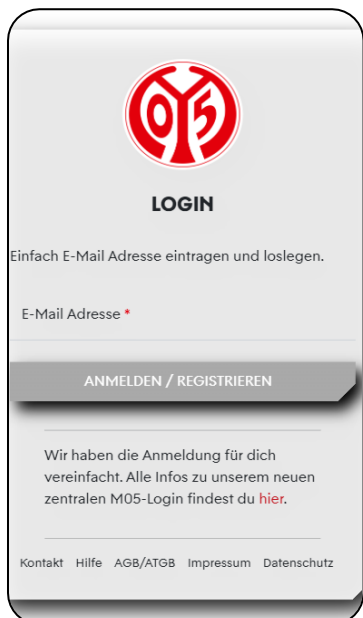 05
LOGIN
Einfach E-Mail Adresse eintragen und loslegen.
E-Mail Adresse *
ANMELDEN / REGISTRIEREN
Wir haben die Anmeldung für dich
vereinfacht. Alle Infos zu unserem neuen
zentralen M05-Login findest du hier.
Kontakt Hilfe AGB/ATGB Impressum Datenschutz